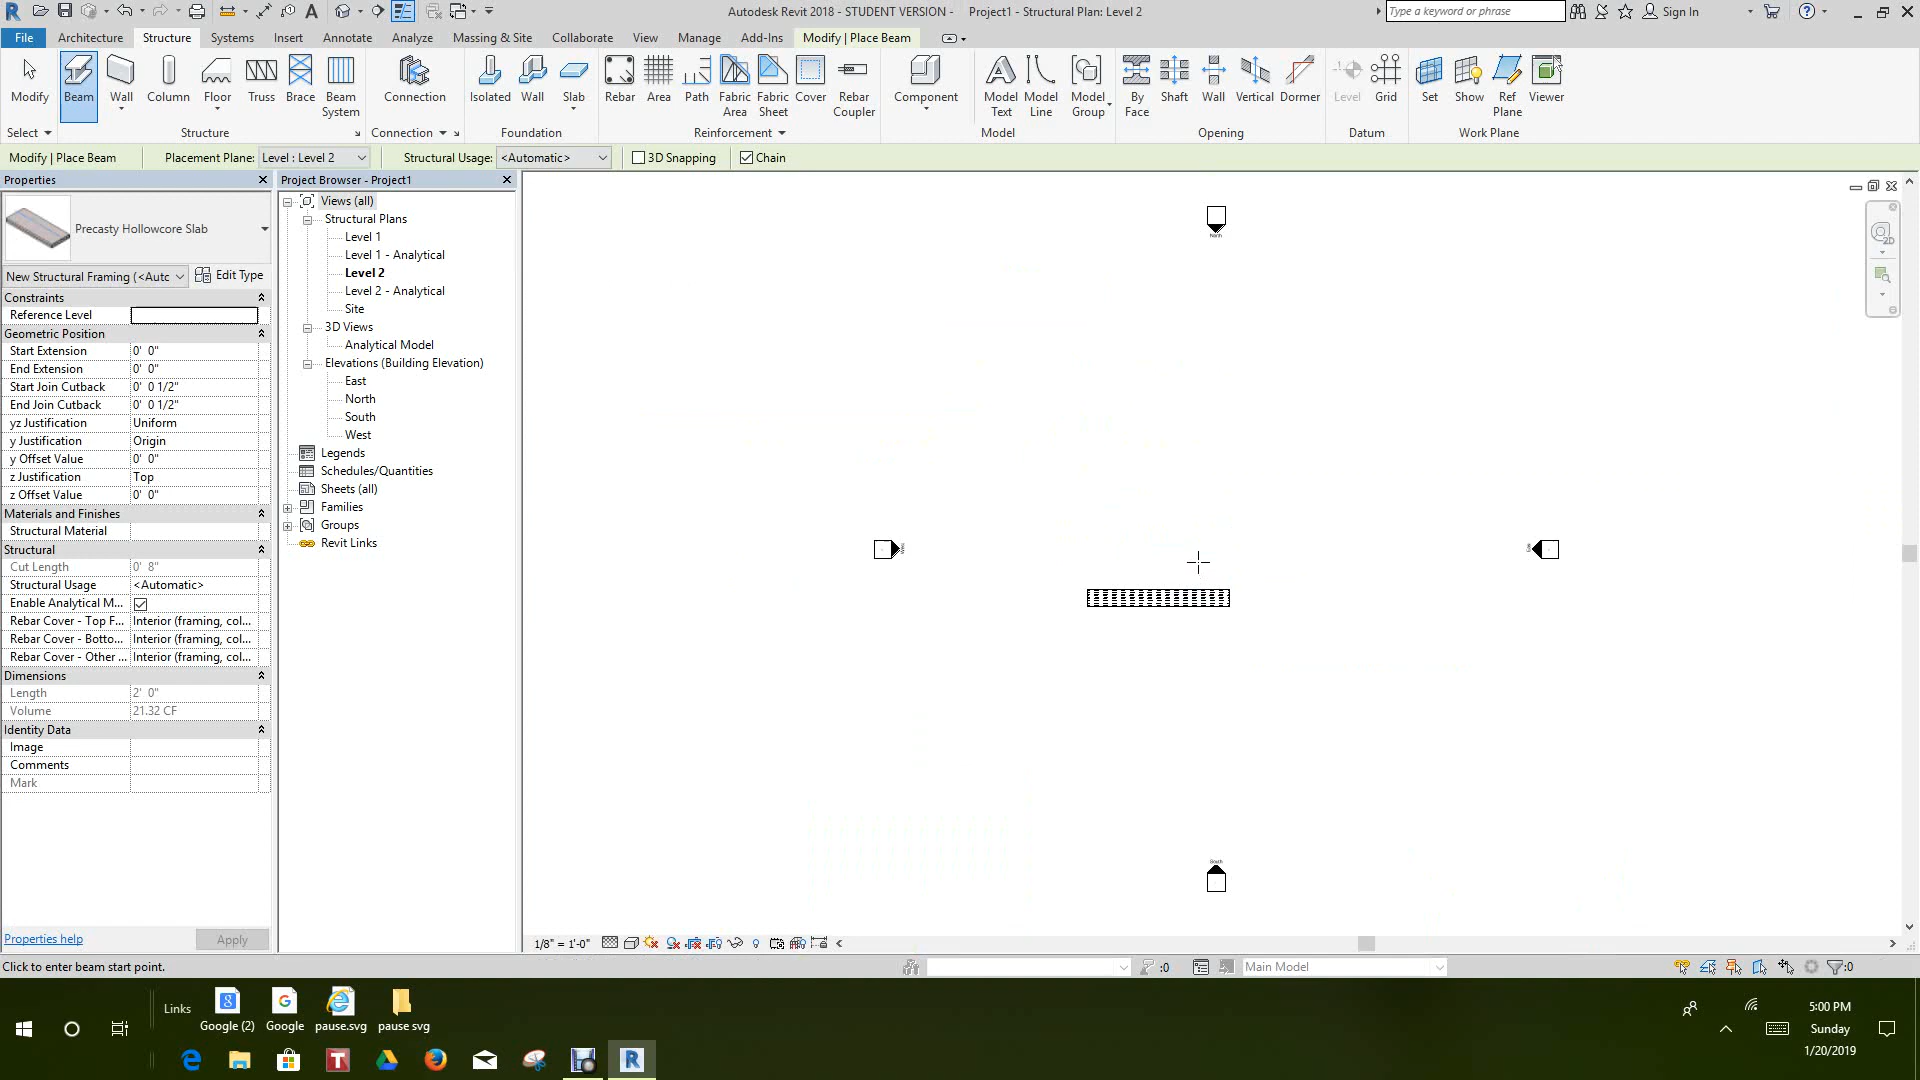 Autodesk Revit 2018 - STUDENT VERSION - Project1 - Structural Plan: Level 2
Type a keyword or phrase
Sign In
File Architecture Structure Systems Insert Annotate Analyze Massing & Site Collaborate View Manage Add-Ins Modify | Place Beam
Modify Beam Wall Column Floor Truss Brace Beam System Connection Isolated Wall Slab Rebar Area Path Fabric Area Fabric Sheet Cover Rebar Coupler Component Model Text Model Line Model Group By Face Shaft Wall Vertical Dormer Level Grid Set Show Ref Plane Viewer
Select Structure Connection Foundation Reinforcement Model Opening Datum Work Plane
Modify | Place Beam Placement Plane: Level : Level 2 Structural Usage: <Automatic> 3D Snapping Chain
Properties
Precasty Hollowcore Slab
New Structural Framing (<Autc Edit Type
Constraints
Reference Level
Geometric Position
Start Extension 0' 0"
End Extension 0' 0"
Start Join Cutback 0' 0 1/2"
End Join Cutback 0' 0 1/2"
yz Justification Uniform
y Justification Origin
y Offset Value 0' 0"
z Justification Top
z Offset Value 0' 0"
Materials and Finishes
Structural Material
Structural
Cut Length 0' 8"
Structural Usage <Automatic>
Enable Analytical M...
Rebar Cover - Top F... Interior (framing, col...
Rebar Cover - Botto... Interior (framing, col...
Rebar Cover - Other ... Interior (framing, col...
Dimensions
Length 2' 0"
Volume 21.32 CF
Identity Data
Image
Comments
Mark
Properties help Apply
Project Browser - Project1
Views (all)
Structural Plans
Level 1
Level 1 - Analytical
Level 2
Level 2 - Analytical
Site
3D Views
Analytical Model
Elevations (Building Elevation)
East
North
South
West
Legends
Schedules/Quantities
Sheets (all)
Families
Groups
Revit Links
North
South
2D
1/8" = 1'-0"
Click to enter beam start point.
:0
Main Model
:0
Links
Google (2) Google pause.svg pause svg
5:00 PM
Sunday
1/20/2019